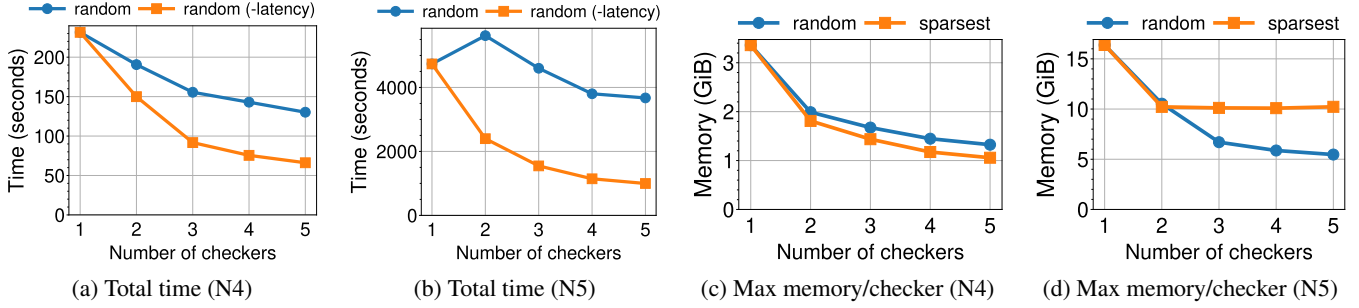 random random (-latency)
Time (seconds)
200
150
100
50
0
1 2 3 4 5
Number of checkers
(a) Total time (N4)
random random (-latency)
Time (seconds)
4000
2000
0
1 2 3 4 5
Number of checkers
(b) Total time (N5)
random sparsest
Memory (GiB)
3
2
1
0
1 2 3 4 5
Number of checkers
(c) Max memory/checker (N4)
random sparsest
Memory (GiB)
15
10
5
0
1 2 3 4 5
Number of checkers
(d) Max memory/checker (N5)